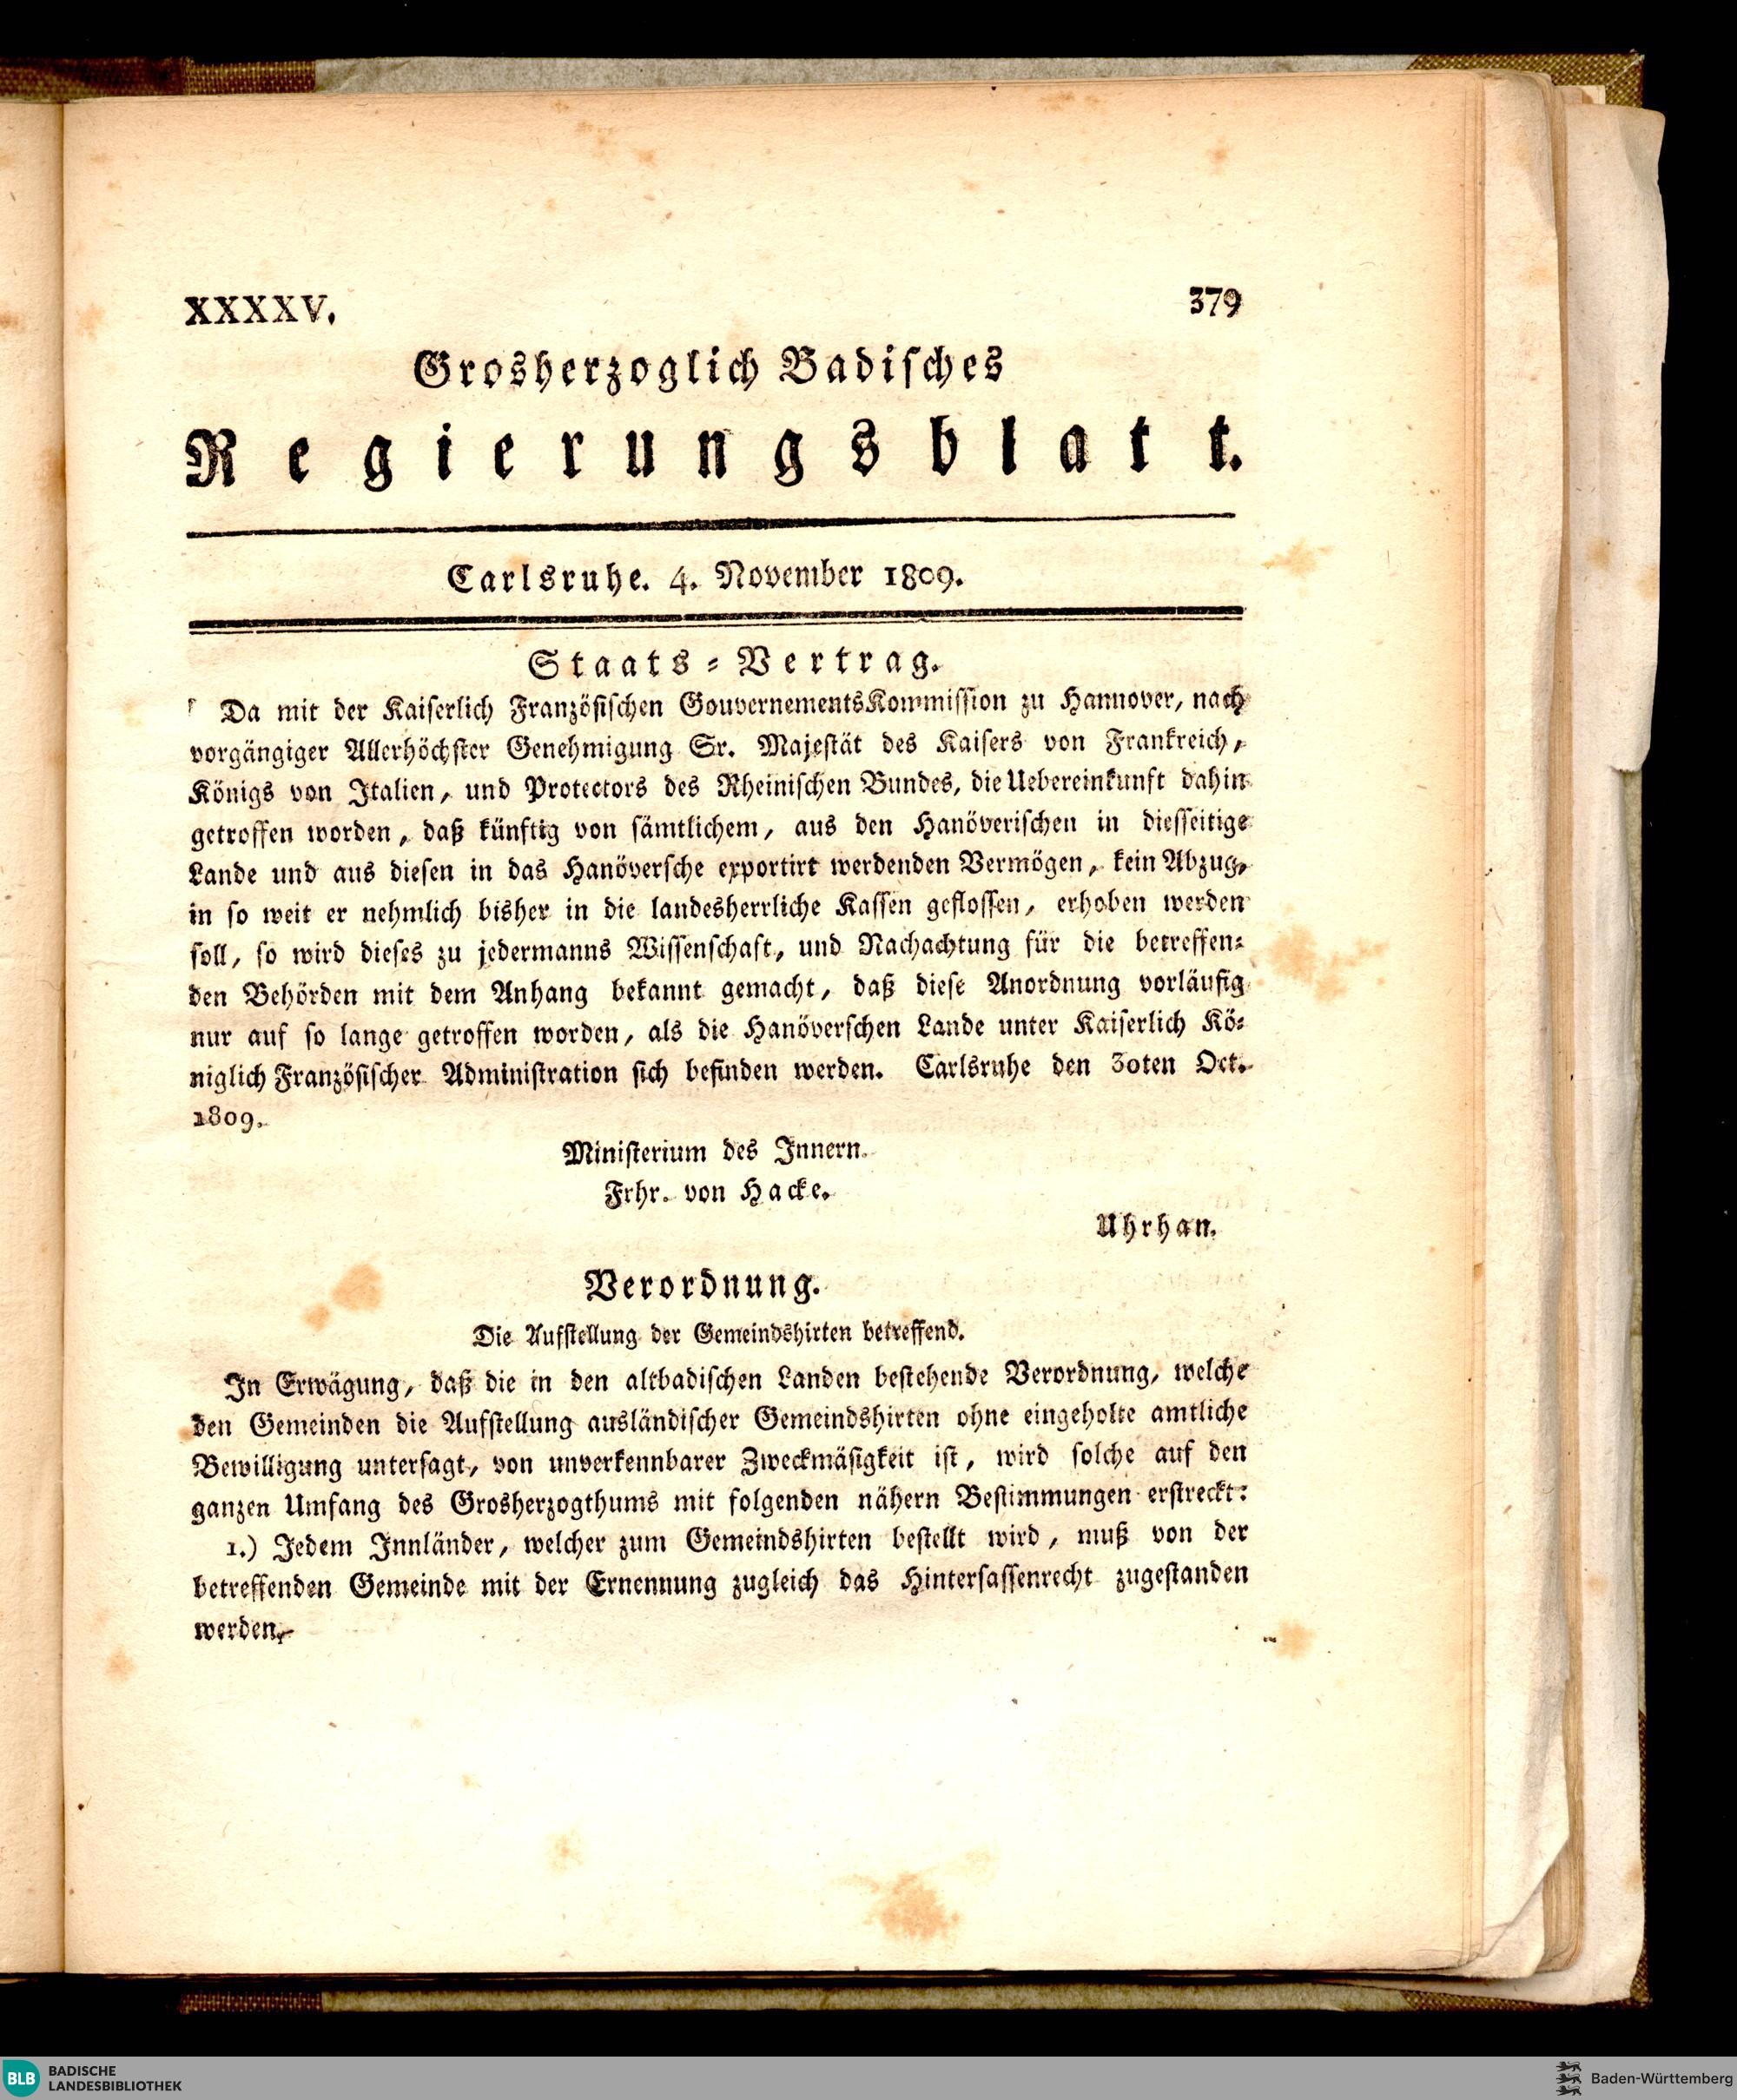 XXXXV. 379
Grosherzoglich Badisches
Regierungsblatt.
Carlsruhe. 4. November 1809.
Staats-Vertrag.
Da mit der Kaiserlich Französischen GouvernementsKommission zu Hannover, nach
vorgängiger Allerhöchster Genehmigung Sr. Majestät des Kaisers von Frankreich,
Königs von Italien, und Protectors des Rheinischen Bundes, die Uebereinkunft dahin
getroffen worden, daß künftig von sämtlichem, aus den Hanöverischen in diesseitige
Lande und aus diesen in das Hanöversche exportirt werdenden Vermögen, kein Abzug,
in so weit er nehmlich bisher in die landesherrliche Kassen geflossen, erhoben werden
soll, so wird dieses zu jedermanns Wissenschaft, und Nachachtung für die betreffen-
den Behörden mit dem Anhang bekannt gemacht, daß diese Anordnung vorläufig
nur auf so lange getroffen worden, als die Hanöverschen Lande unter Kaiserlich Kö-
niglich Französischer Administration sich befinden werden. Carlsruhe den 30ten Oct.
1809.
Ministerium des Innern.
Frhr. von Hacke.
Uhrhan.
Verordnung.
Die Aufstellung der Gemeindshirten betreffend.
In Erwägung, daß die in den altbadischen Landen bestehende Verordnung, welche
den Gemeinden die Aufstellung ausländischer Gemeindshirten ohne eingeholte amtliche
Bewilligung untersagt, von unverkennbarer Zweckmäsigkeit ist, wird solche auf den
ganzen Umfang des Grosherzogthums mit folgenden nähern Bestimmungen erstreckt:
1.) Jedem Innländer, welcher zum Gemeindshirten bestellt wird, muß von der
betreffenden Gemeinde mit der Ernennung zugleich das Hintersassenrecht zugestanden
werden.
BLB BADISCHE
LANDESBIBLIOTHEK
Baden-Württemberg